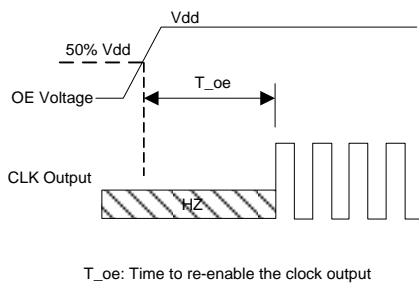 Vdd
50% Vdd
T_oe
OE Voltage
CLK Output
HZ
T_oe: Time to re-enable the clock output